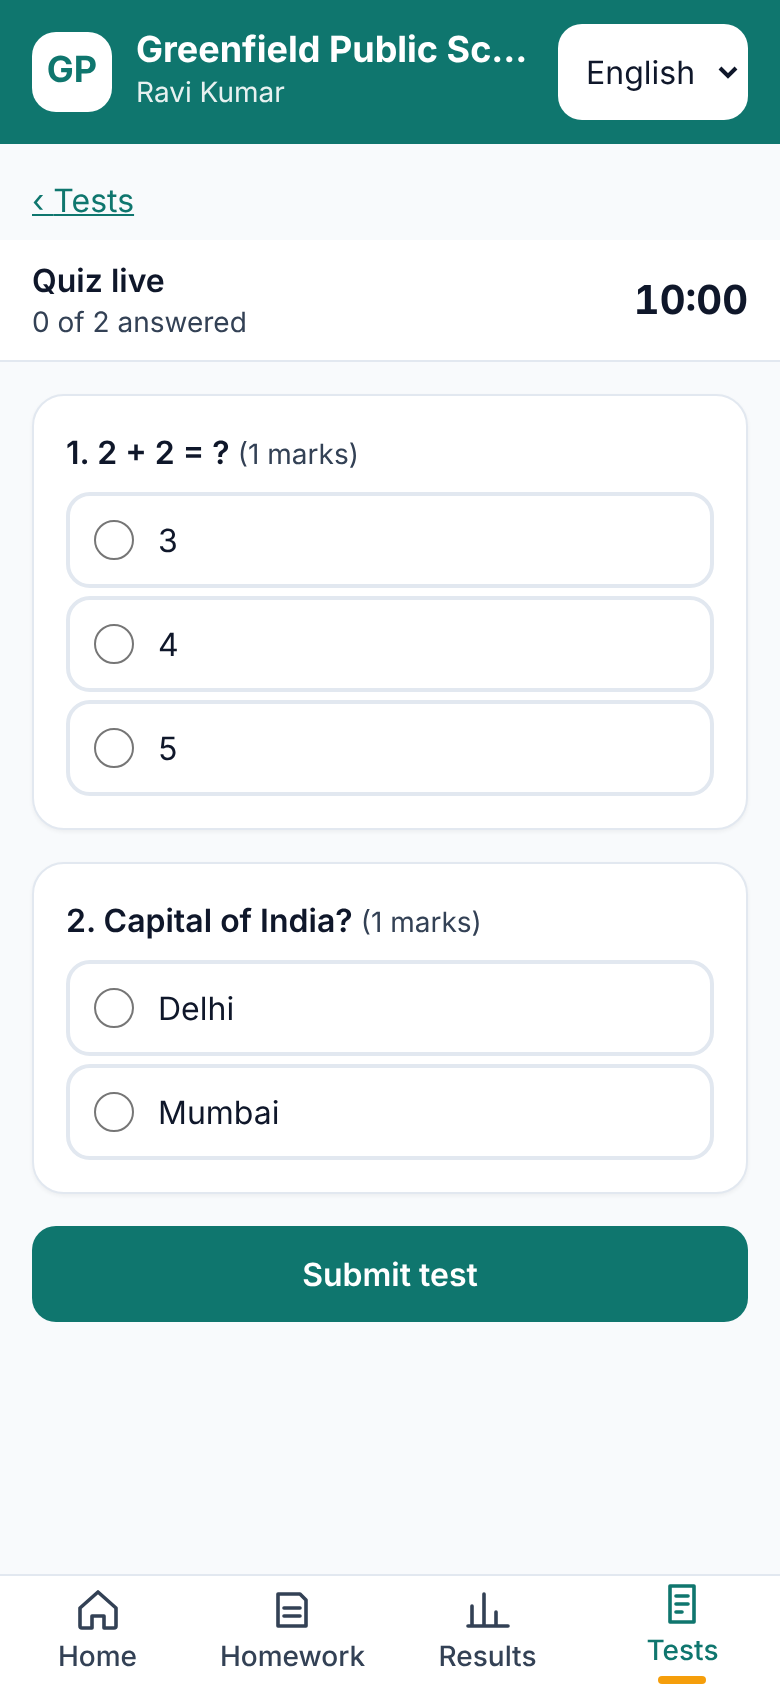 GP
Greenfield Public Sc...
Ravi Kumar
English
‹ Tests
Quiz live
0 of 2 answered
10:00
1. 2 + 2 = ? (1 marks)
3
4
5
2. Capital of India? (1 marks)
Delhi
Mumbai
Submit test
Home
Homework
Results
Tests